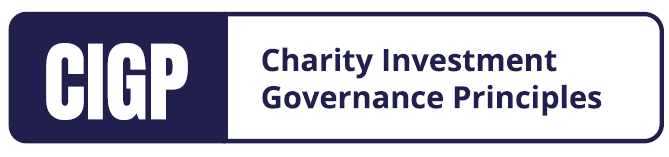 CIGP
Charity Investment
Governance Principles